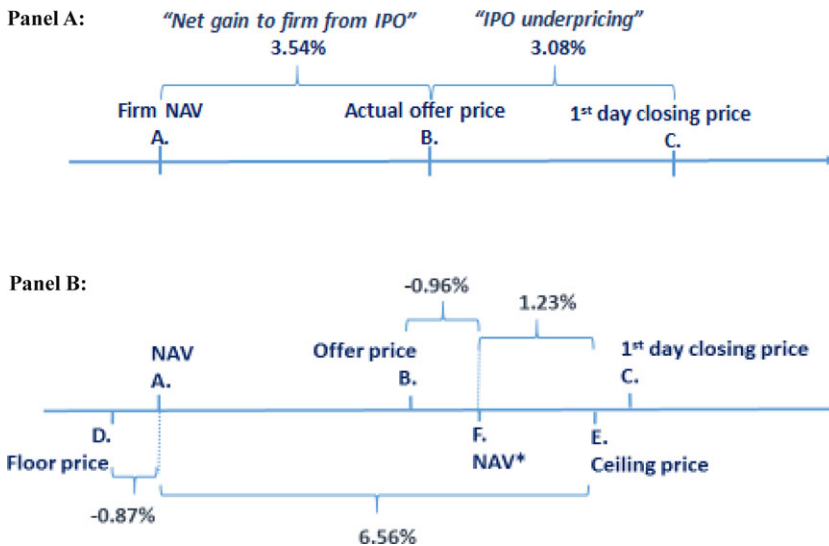 Panel A:
“Net gain to firm from IPO” “IPO underpricing”
3.54% 3.08%
Firm NAV Actual offer price 1st day closing price
A. B. C.
Panel B:
-0.96%
1.23%
NAV Offer price 1st day closing price
A. B. C.
D. F. E.
Floor price NAV* Ceiling price
-0.87%
6.56%